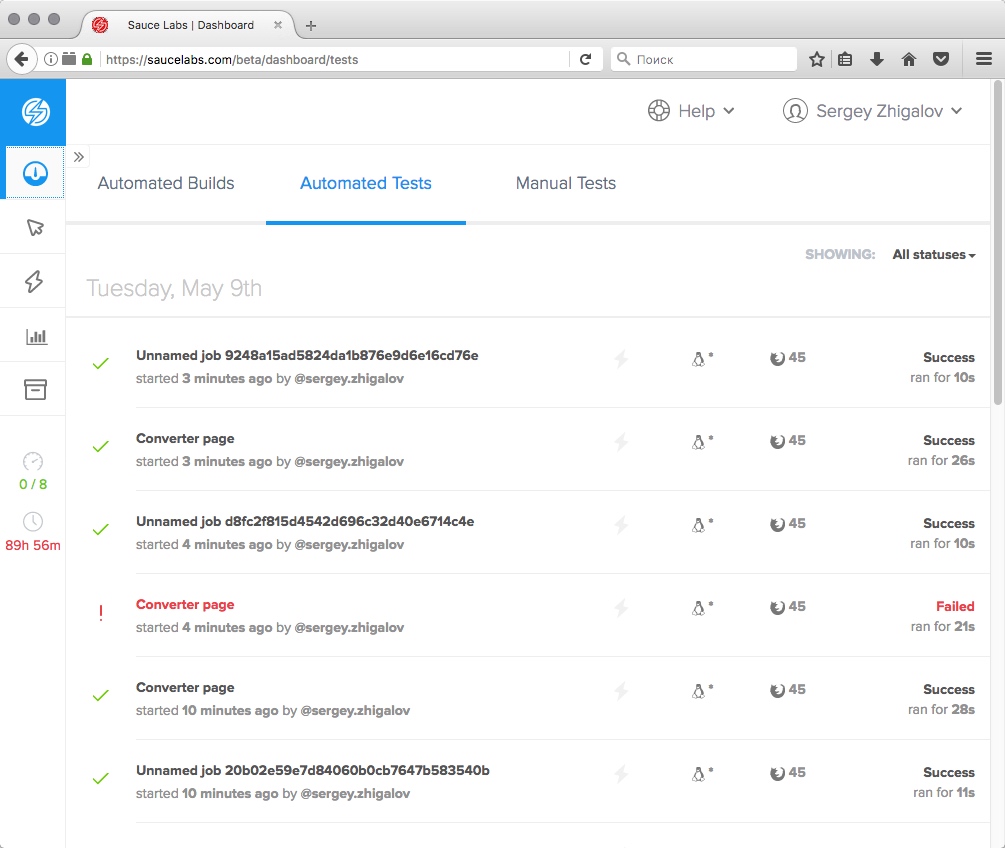 Sauce Labs | Dashboard
https://saucelabs.com/beta/dashboard/tests
Поиск
Help
Sergey Zhigalov
Automated Builds
Automated Tests
Manual Tests
SHOWING: All statuses
Tuesday, May 9th
0 / 8
89h 56m
Unnamed job 9248a15ad5824da1b876e9d6e16cd76e
started 3 minutes ago by @sergey.zhigalov
45
Success
ran for 10s
Converter page
started 3 minutes ago by @sergey.zhigalov
45
Success
ran for 26s
Unnamed job d8fc2f815d4542d696c32d40e6714c4e
started 4 minutes ago by @sergey.zhigalov
45
Success
ran for 10s
Converter page
started 4 minutes ago by @sergey.zhigalov
45
Failed
ran for 21s
Converter page
started 10 minutes ago by @sergey.zhigalov
45
Success
ran for 28s
Unnamed job 20b02e59e7d84060b0cb7647b583540b
started 10 minutes ago by @sergey.zhigalov
45
Success
ran for 11s